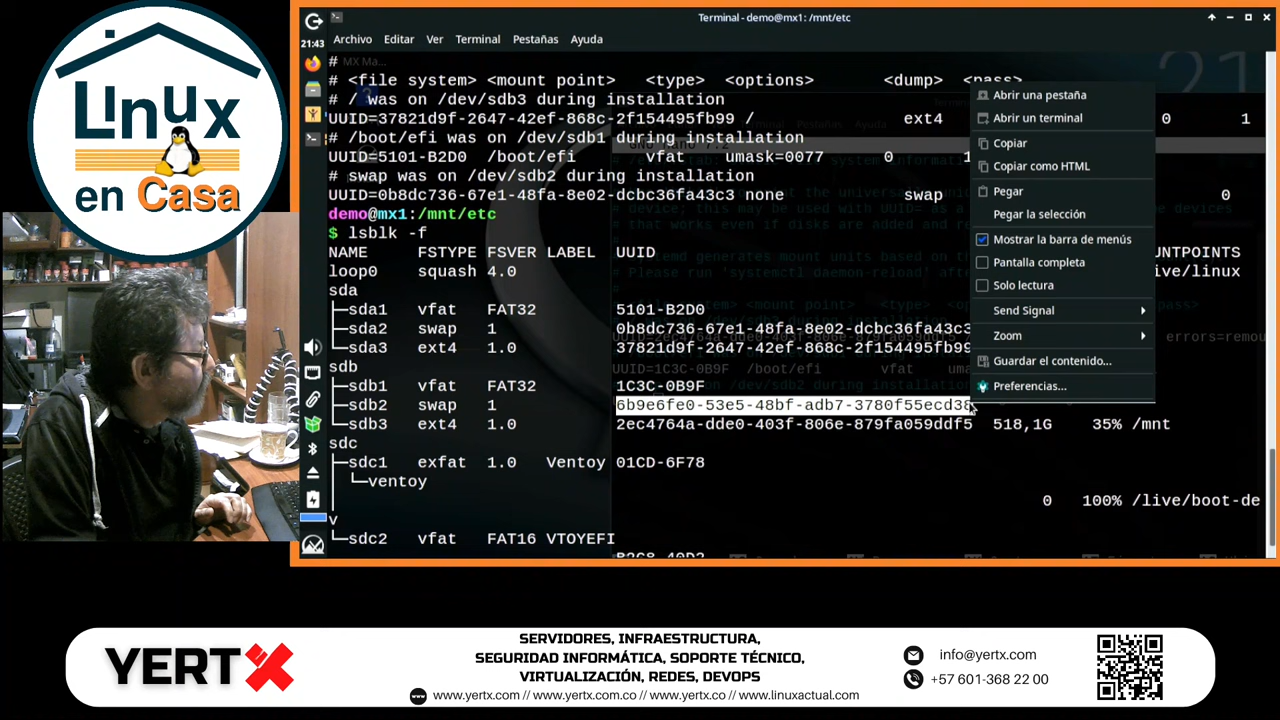 Linux
en Casa
Terminal - demo@mx1: /mnt/etc
21:43
Archivo Editar Ver Terminal Pestañas Ayuda
# MX Ma...
# <file system> <mount point> <type> <options> <dump> <pass>
# / was on /dev/sdb3 during installation
UUID=37821d9f-2647-42ef-868c-2f154495fb99 / ext4 0 1
# /boot/efi was on /dev/sdb1 during installation
UUID=5101-B2D0 /boot/efi vfat umask=0077 0 1
# swap was on /dev/sdb2 during installation
UUID=0b8dc736-67e1-48fa-8e02-dcbc36fa43c3 none swap 0
demo@mx1:/mnt/etc
$ lsblk -f
NAME FSTYPE FSVER LABEL UUID UNTPOINTS
loop0 squash 4.0 ive/linux
sda
├─sda1 vfat FAT32 5101-B2D0
├─sda2 swap 1 0b8dc736-67e1-48fa-8e02-dcbc36fa43c3
└─sda3 ext4 1.0 37821d9f-2647-42ef-868c-2f154495fb99
sdb
├─sdb1 vfat FAT32 1C3C-0B9F
├─sdb2 swap 1 6b9e6fe0-53e5-48bf-adb7-3780f55ecd38
└─sdb3 ext4 1.0 2ec4764a-dde0-403f-806e-879fa059ddf5 518,1G 35% /mnt
sdc
├─sdc1 exfat 1.0 Ventoy 01CD-6F78
│ └─ventoy
│ 0 100% /live/boot-de
v
└─sdc2 vfat FAT16 VTOYEFI
Abrir una pestaña
Abrir un terminal
Copiar
Copiar como HTML
Pegar
Pegar la selección
Mostrar la barra de menús
Pantalla completa
Solo lectura
Send Signal
Zoom
Guardar el contenido...
Preferencias...
YERTX
SERVIDORES, INFRAESTRUCTURA,
SEGURIDAD INFORMÁTICA, SOPORTE TÉCNICO,
VIRTUALIZACIÓN, REDES, DEVOPS
www.yertx.com // www.yertx.com.co // www.yertx.co // www.linuxactual.com
info@yertx.com
+57 601-368 22 00